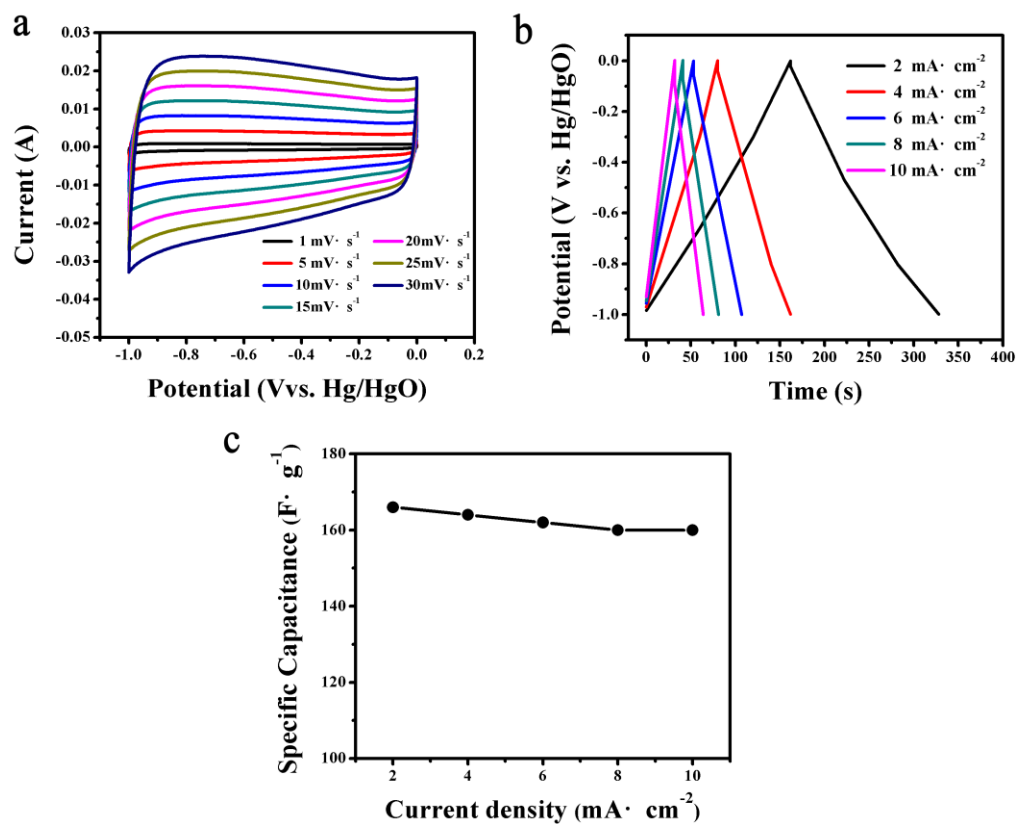 a
0.03
0.02
0.01
0.00
-0.01
-0.02
-0.03
-0.05
Current (A)
1 mV· s⁻¹
5 mV· s⁻¹
10mV· s⁻¹
15mV· s⁻¹
20mV· s⁻¹
25mV· s⁻¹
30mV· s⁻¹
-1.0 -0.8 -0.6 -0.4 -0.2 0.0 0.2
Potential (Vvs. Hg/HgO)
b
0.0
-0.2
-0.4
-0.6
-0.8
-1.0
Potential (V vs. Hg/HgO)
2 mA· cm⁻²
4 mA· cm⁻²
6 mA· cm⁻²
8 mA· cm⁻²
10 mA· cm⁻²
0 50 100 150 200 250 300 350 400
Time (s)
c
180
160
140
120
100
Specific Capacitance (F· g⁻¹)
2 4 6 8 10
Current density (mA· cm⁻²)